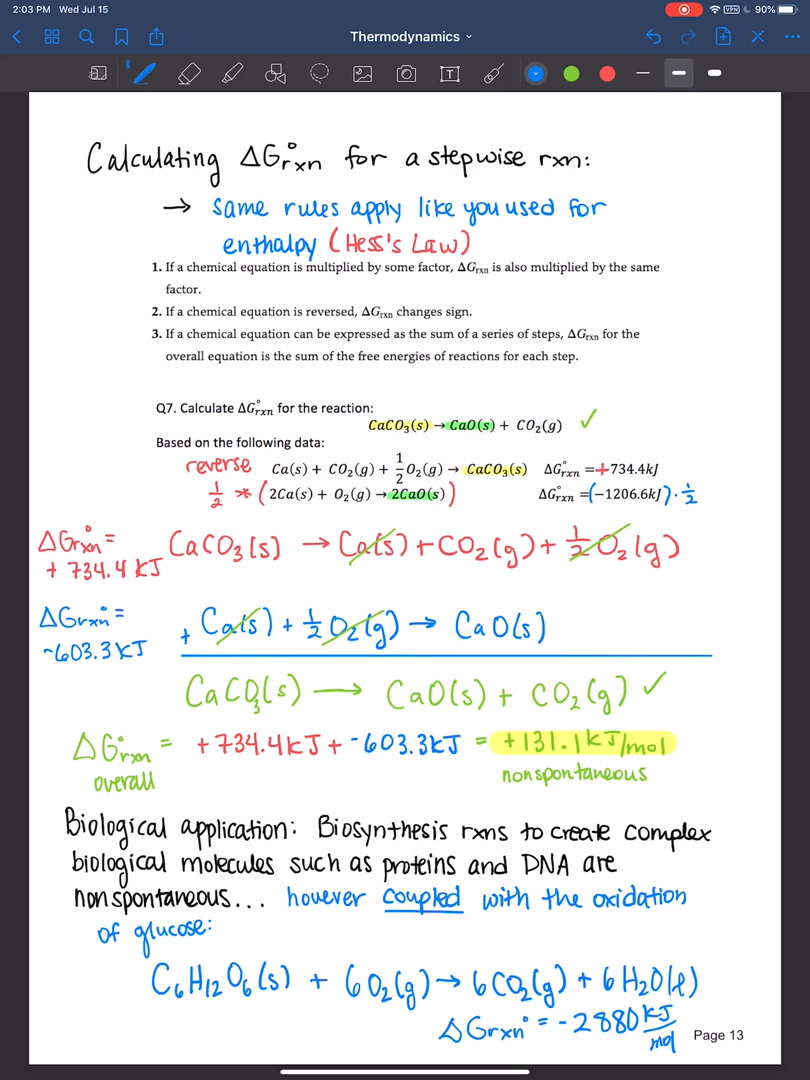 2:03 PM Wed Jul 15
VPN 90%
Thermodynamics
Calculating ΔG°rxn for a stepwise rxn:
→ Same rules apply like you used for
enthalpy (Hess's Law)
1. If a chemical equation is multiplied by some factor, ΔGrxn is also multiplied by the same
factor.
2. If a chemical equation is reversed, ΔGrxn changes sign.
3. If a chemical equation can be expressed as the sum of a series of steps, ΔGrxn for the
overall equation is the sum of the free energies of reactions for each step.
Q7. Calculate ΔG°rxn for the reaction:
CaCO3(s) → CaO(s) + CO2(g) ✓
Based on the following data:
reverse Ca(s) + CO2(g) + 1/2 O2(g) → CaCO3(s) ΔG°rxn = +734.4kJ
1/2 * (2Ca(s) + O2(g) → 2CaO(s)) ΔG°rxn = (−1206.6kJ) · 1/2
ΔG°rxn = CaCO3(s) → Ca(s) + CO2(g) + 1/2 O2(g)
+734.4 kJ
ΔG°rxn = + Ca(s) + 1/2 O2(g) → CaO(s)
-603.3 kJ
CaCO3(s) → CaO(s) + CO2(g) ✓
ΔG°rxn = +734.4 kJ + -603.3 kJ = +131.1 kJ/mol
overall nonspontaneous
Biological application: Biosynthesis rxns to create complex
biological molecules such as proteins and DNA are
nonspontaneous... however coupled with the oxidation
of glucose:
C6H12O6(s) + 6O2(g) → 6CO2(g) + 6H2O(l)
ΔGrxn° = -2880 kJ/mol
Page 13